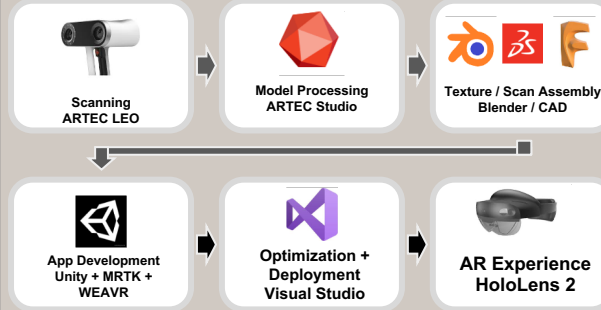 Scanning
ARTEC LEO
Model Processing
ARTEC Studio
Texture / Scan Assembly
Blender / CAD
App Development
Unity + MRTK +
WEAVR
Optimization +
Deployment
Visual Studio
AR Experience
HoloLens 2